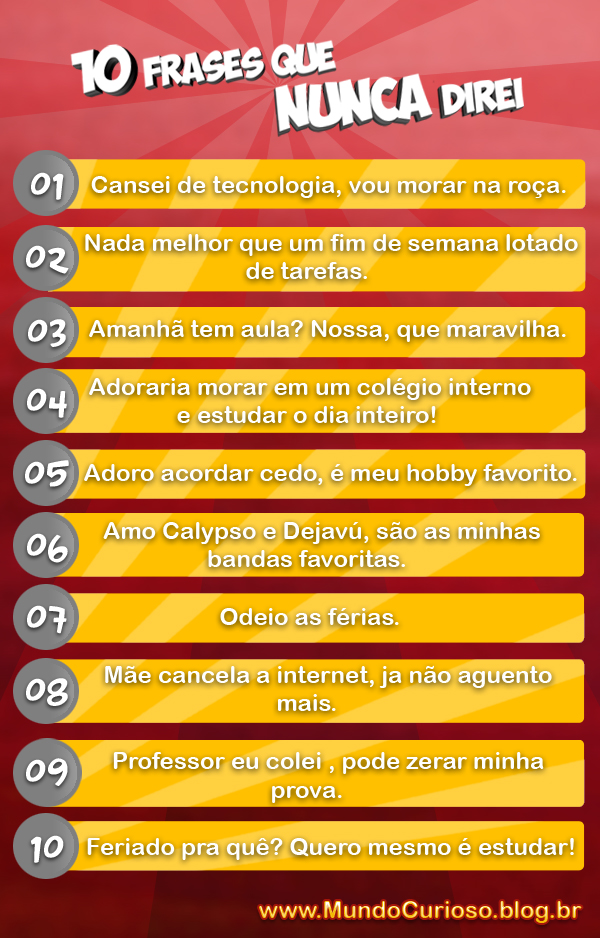 10 FRASES QUE
NUNCA DIREI
01 Cansei de tecnologia, vou morar na roça.
02 Nada melhor que um fim de semana lotado
de tarefas.
03 Amanhã tem aula? Nossa, que maravilha.
04 Adoraria morar em um colégio interno
e estudar o dia inteiro!
05 Adoro acordar cedo, é meu hobby favorito.
06 Amo Calypso e Dejavú, são as minhas
bandas favoritas.
07 Odeio as férias.
08 Mãe cancela a internet, ja não aguento
mais.
09 Professor eu colei , pode zerar minha
prova.
10 Feriado pra quê? Quero mesmo é estudar!
www.MundoCurioso.blog.br